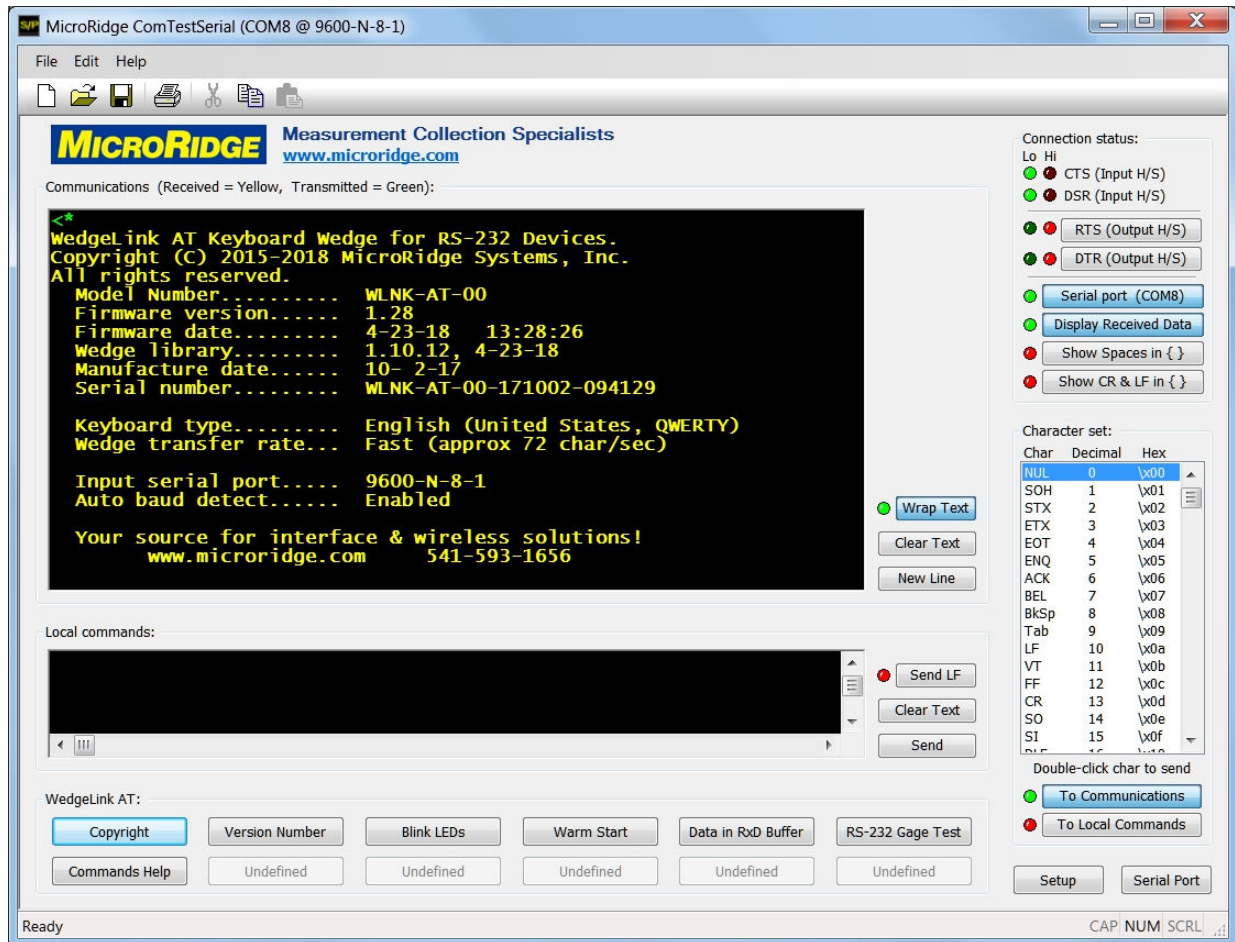 S/P MicroRidge ComTestSerial (COM8 @ 9600-N-8-1)
File Edit Help
MICRORIDGE Measurement Collection Specialists
www.microridge.com
Communications (Received = Yellow, Transmitted = Green):
<*
WedgeLink AT Keyboard Wedge for RS-232 Devices.
Copyright (C) 2015-2018 MicroRidge Systems, Inc.
All rights reserved.
Model Number.......... WLNK-AT-00
Firmware version...... 1.28
Firmware date......... 4-23-18 13:28:26
Wedge library......... 1.10.12, 4-23-18
Manufacture date...... 10- 2-17
Serial number......... WLNK-AT-00-171002-094129
Keyboard type......... English (United States, QWERTY)
Wedge transfer rate... Fast (approx 72 char/sec)
Input serial port..... 9600-N-8-1
Auto baud detect...... Enabled
Your source for interface & wireless solutions!
www.microridge.com 541-593-1656
Wrap Text
Clear Text
New Line
Local commands:
Send LF
Clear Text
Send
WedgeLink AT:
Copyright Version Number Blink LEDs Warm Start Data in RxD Buffer RS-232 Gage Test
Commands Help Undefined Undefined Undefined Undefined Undefined
Connection status:
Lo Hi
CTS (Input H/S)
DSR (Input H/S)
RTS (Output H/S)
DTR (Output H/S)
Serial port (COM8)
Display Received Data
Show Spaces in { }
Show CR & LF in { }
Character set:
Char Decimal Hex
NUL 0 \x00
SOH 1 \x01
STX 2 \x02
ETX 3 \x03
EOT 4 \x04
ENQ 5 \x05
ACK 6 \x06
BEL 7 \x07
BkSp 8 \x08
Tab 9 \x09
LF 10 \x0a
VT 11 \x0b
FF 12 \x0c
CR 13 \x0d
SO 14 \x0e
SI 15 \x0f
Double-click char to send
To Communications
To Local Commands
Setup Serial Port
Ready CAP NUM SCRL